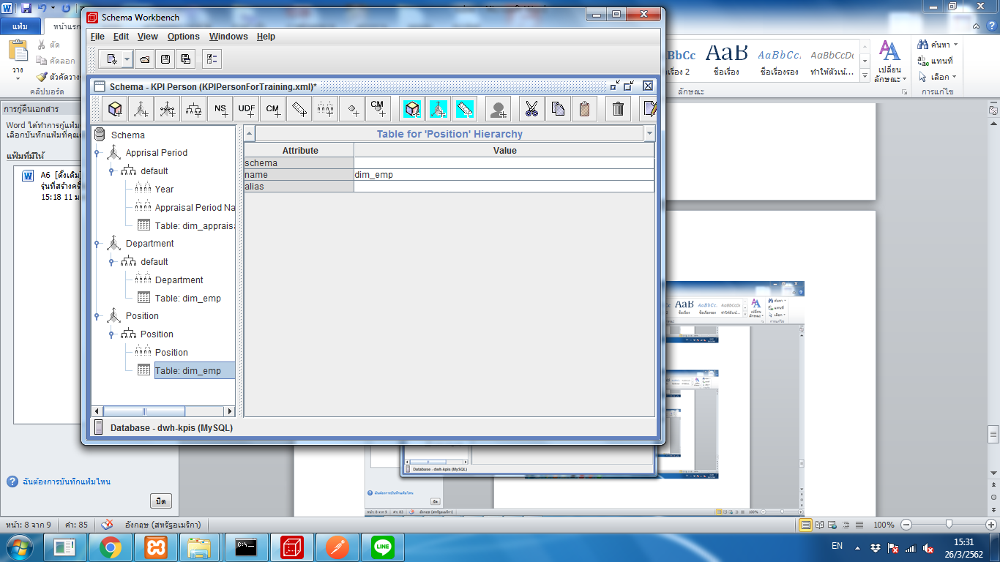 Schema Workbench
File Edit View Options Windows Help
Schema - KPI Person (KPIPersonForTraining.xml)*
NS UDF CM CM
Schema
Apprisal Period
default
Year
Appraisal Period Na
Table: dim_appraisa
Department
default
Department
Table: dim_emp
Position
Position
Position
Table: dim_emp
Table for 'Position' Hierarchy
Attribute Value
schema
name dim_emp
alias
Database - dwh-kpis (MySQL)
แฟ้ม หน้าแรก
วาง
ตัด
คัดลอก
ตัวคัดวาง
คลิปบอร์ด
การกู้คืนเอกสาร
Word ได้ทำการกู้แฟ้ม
เลือกบันทึกแฟ้มที่คุณต
แฟ้มที่มีให้
A6 [ดั้งเดิม]
รุ่นที่สร้างครั้
15:18 11 ม
ฉันต้องการบันทึกแฟ้มไหน
ปิด
BbCc AaB AaBbCc. AaBbCcDc
เรื่อง 2 ชื่อเรื่อง ชื่อเรื่องรอง ทำให้ตัวเน้...
เปลี่ยน
ลักษณะ
ลักษณะ
ค้นหา
แทนที่
เลือก
การแก้ไข
Database - dwh-kpis (MySQL)
หน้า: 8 จาก 9 คำ: 85 อังกฤษ (สหรัฐอเมริกา) 100%
C:\
LINE
EN 15:31
26/3/2562